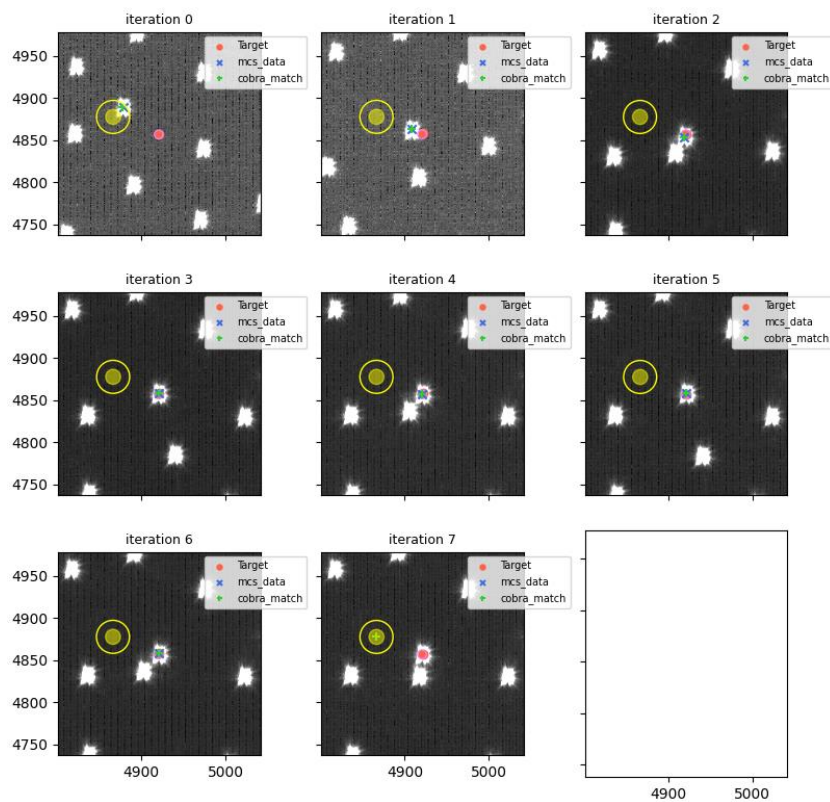 iteration 0
Target
mcs_data
cobra_match
4950
4900
4850
4800
4750
iteration 1
Target
mcs_data
cobra_match
iteration 2
Target
mcs_data
cobra_match
iteration 3
Target
mcs_data
cobra_match
4950
4900
4850
4800
4750
iteration 4
Target
mcs_data
cobra_match
iteration 5
Target
mcs_data
cobra_match
iteration 6
Target
mcs_data
cobra_match
4950
4900
4850
4800
4750
4900
5000
iteration 7
Target
mcs_data
cobra_match
4900
5000
4900
5000